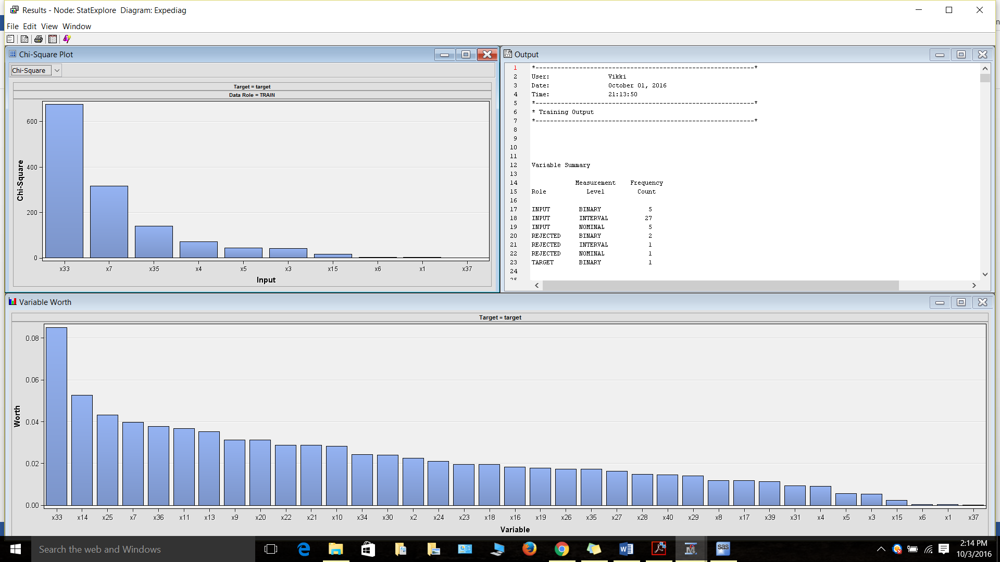 Results - Node: StatExplore  Diagram: Expediag
File Edit View Window
Chi-Square Plot
Chi-Square
Target = target
Data Role = TRAIN
Chi-Square
600
400
200
0
x33 x7 x35 x4 x5 x3 x15 x6 x1 x37
Input
Output
1 *------------------------------------------------------------*
2 User: Vikki
3 Date: October 01, 2016
4 Time: 21:13:50
5 *------------------------------------------------------------*
6 * Training Output
7 *------------------------------------------------------------*
8
9
10
11
12 Variable Summary
13
14 Measurement Frequency
15 Role Level Count
16
17 INPUT BINARY 5
18 INPUT INTERVAL 27
19 INPUT NOMINAL 5
20 REJECTED BINARY 2
21 REJECTED INTERVAL 1
22 REJECTED NOMINAL 1
23 TARGET BINARY 1
24
25
Variable Worth
Target = target
Worth
0.08
0.06
0.04
0.02
0.00
x33 x14 x25 x7 x36 x11 x13 x9 x20 x22 x21 x10 x34 x30 x2 x24 x23 x18 x16 x19 x26 x35 x27 x28 x40 x29 x8 x17 x39 x31 x4 x5 x3 x15 x6 x1 x37
Variable
Search the web and Windows
sas
2:14 PM
10/3/2016